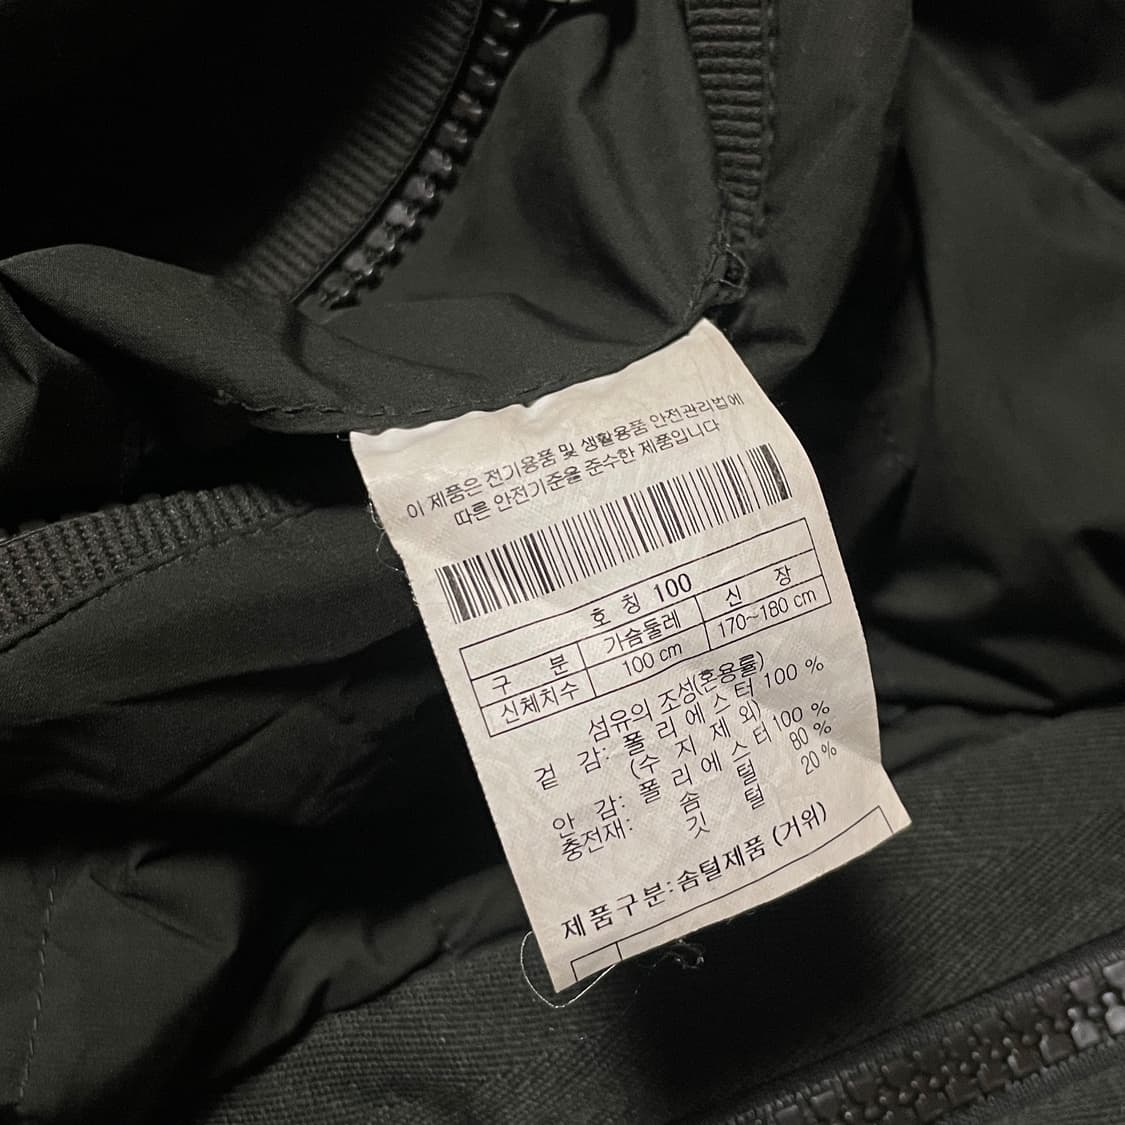 이 제품은 전기용품 및 생활용품 안전관리법에
따른 안전기준을 준수한 제품입니다
호 칭 100
구 분 가슴둘레 신 장
신체치수 100 cm 170~180 cm
섬유의 조성(혼용률)
겉 감: 폴 리 에 스 터 100 %
(수 지 제 외)
안 감: 폴 리 에 스 터 100 %
충전재: 솜 털 80 %
깃 털 20 %
제품구분:솜털제품 (거위)